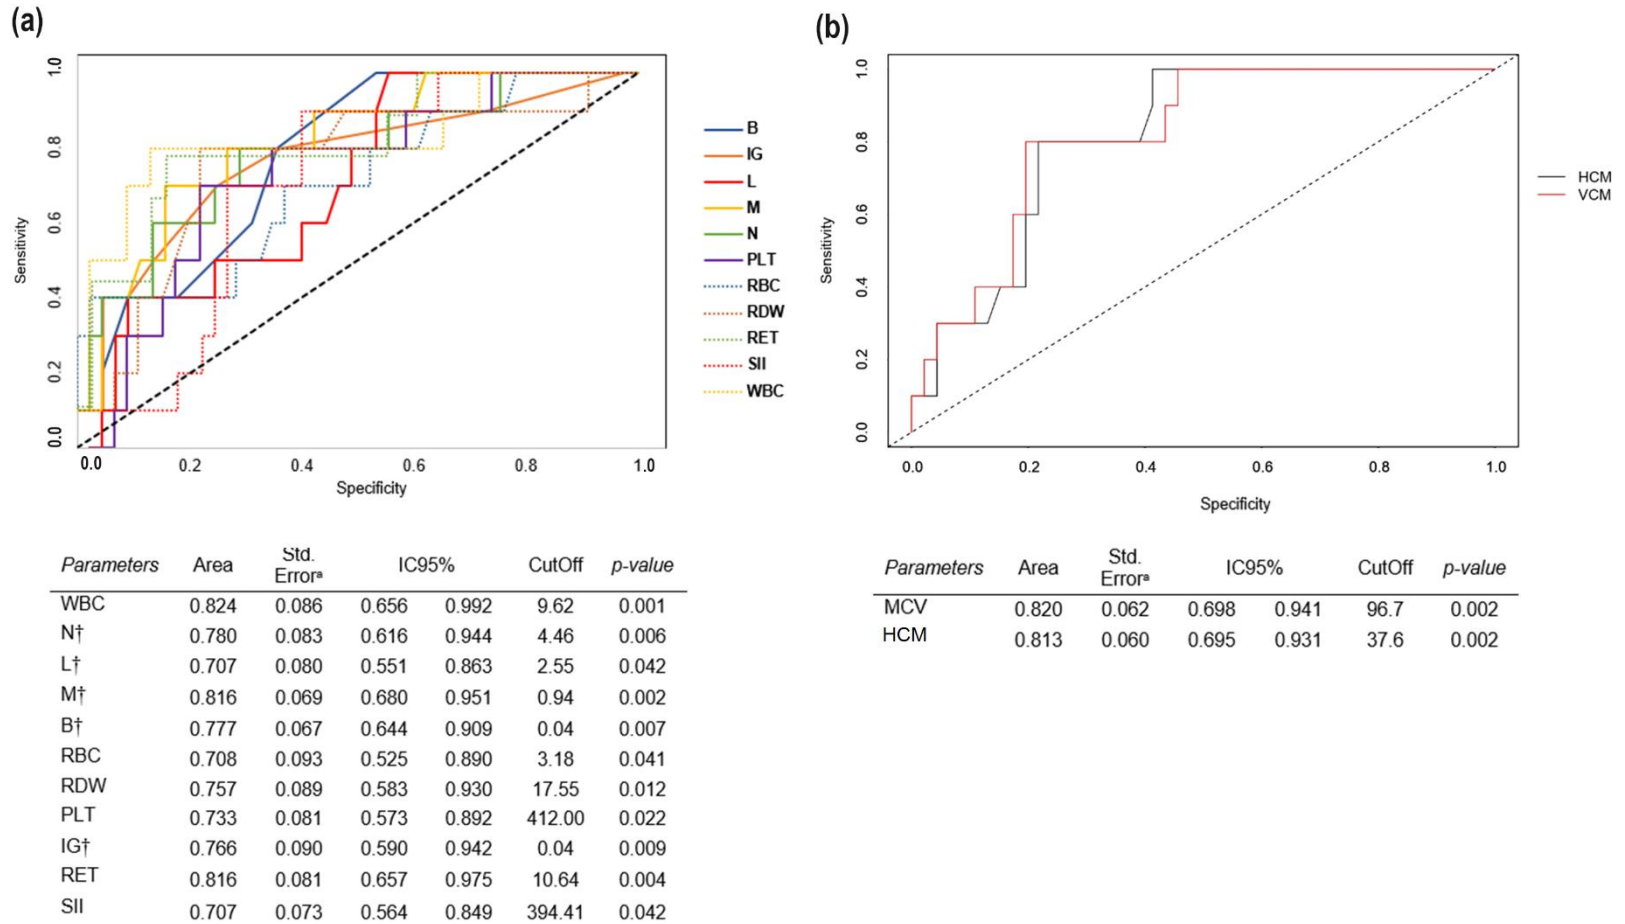 (a)
1.0
0.8
0.6
0.4
0.2
0.0
Sensitivity
0.0 0.2 0.4 0.6 0.8 1.0
Specificity
B
IG
L
M
N
PLT
RBC
RDW
RET
SII
WBC
Parameters Area Std. Errorª IC95% CutOff p-value
WBC 0.824 0.086 0.656 0.992 9.62 0.001
N† 0.780 0.083 0.616 0.944 4.46 0.006
L† 0.707 0.080 0.551 0.863 2.55 0.042
M† 0.816 0.069 0.680 0.951 0.94 0.002
B† 0.777 0.067 0.644 0.909 0.04 0.007
RBC 0.708 0.093 0.525 0.890 3.18 0.041
RDW 0.757 0.089 0.583 0.930 17.55 0.012
PLT 0.733 0.081 0.573 0.892 412.00 0.022
IG† 0.766 0.090 0.590 0.942 0.04 0.009
RET 0.816 0.081 0.657 0.975 10.64 0.004
SII 0.707 0.073 0.564 0.849 394.41 0.042
(b)
1.0
0.8
0.6
0.4
0.2
0.0
Sensitivity
0.0 0.2 0.4 0.6 0.8 1.0
Specificity
HCM
VCM
Parameters Area Std. Errorª IC95% CutOff p-value
MCV 0.820 0.062 0.698 0.941 96.7 0.002
HCM 0.813 0.060 0.695 0.931 37.6 0.002